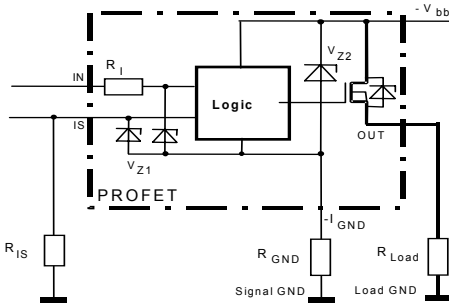 - V bb
V Z2
R I
IN
Logic
IS
OUT
V Z1
PROFET
-I GND
R IS
R GND
R Load
Signal GND
Load GND